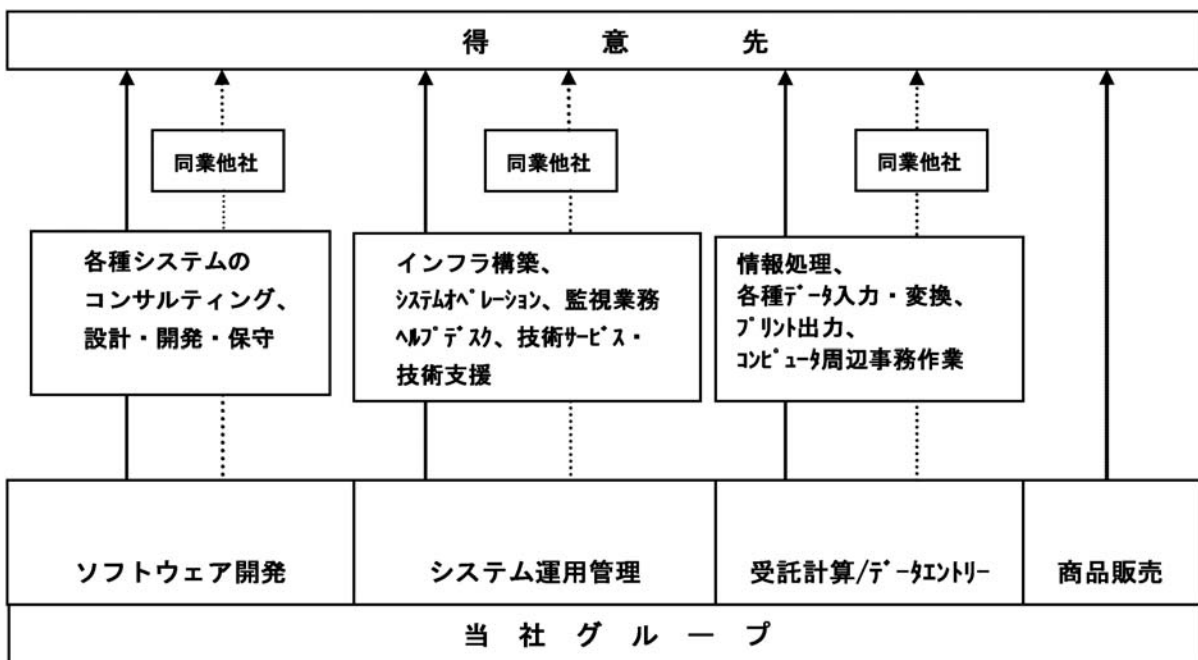 得意先
同業他社
同業他社
同業他社
各種システムの
コンサルティング、
設計・開発・保守
インフラ構築、
ｼｽﾃﾑｵﾍﾟﾚｰｼｮﾝ、監視業務
ﾍﾙﾌﾟﾃﾞｽｸ、技術ｻｰﾋﾞｽ・
技術支援
情報処理、
各種ﾃﾞｰﾀ入力・変換、
ﾌﾟﾘﾝﾄ出力、
ｺﾝﾋﾟｭｰﾀ周辺事務作業
ソフトウェア開発
システム運用管理
受託計算/ﾃﾞｰﾀｴﾝﾄﾘｰ
商品販売
当社グループ